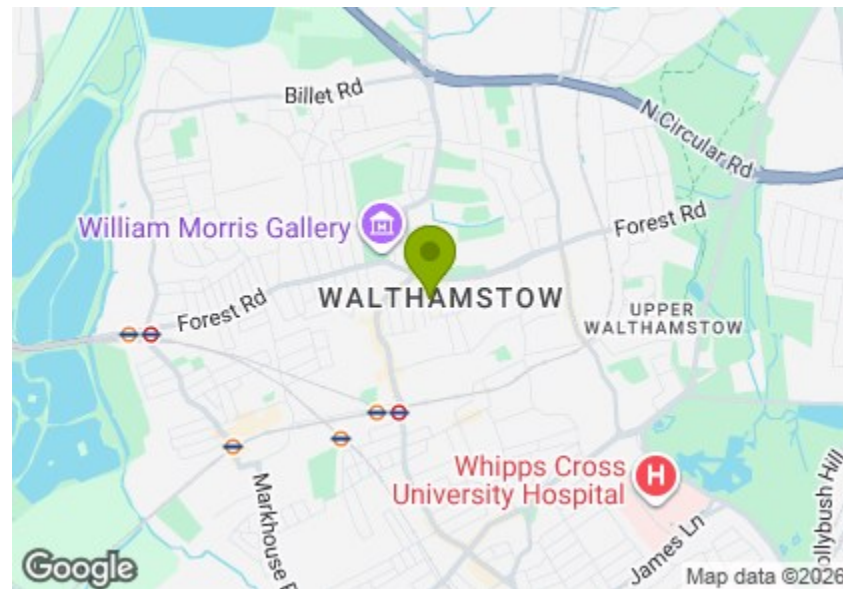 Billet Rd
N Circular Rd
William Morris Gallery
Forest Rd
WALTHAMSTOW
Forest Rd
UPPER
WALTHAMSTOW
Whipps Cross
University Hospital
H
Markhouse
James Ln
Hill
Google
Map data ©2026